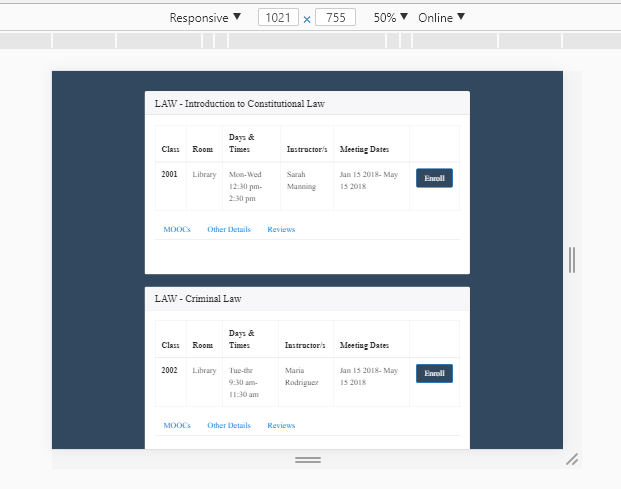 Responsive ▼ 1021 x 755 50% ▼ Online ▼
LAW - Introduction to Constitutional Law
Days &
Class Room Times Instructor/s Meeting Dates
2001 Library Mon-Wed Sarah Jan 15 2018- May Enroll
12:30 pm- Manning 15 2018
2:30 pm
MOOCs Other Details Reviews
LAW - Criminal Law
Days &
Class Room Times Instructor/s Meeting Dates
2002 Library Tue-thr Maria Jan 15 2018- May Enroll
9:30 am- Rodriguez 15 2018
11:30 am
MOOCs Other Details Reviews